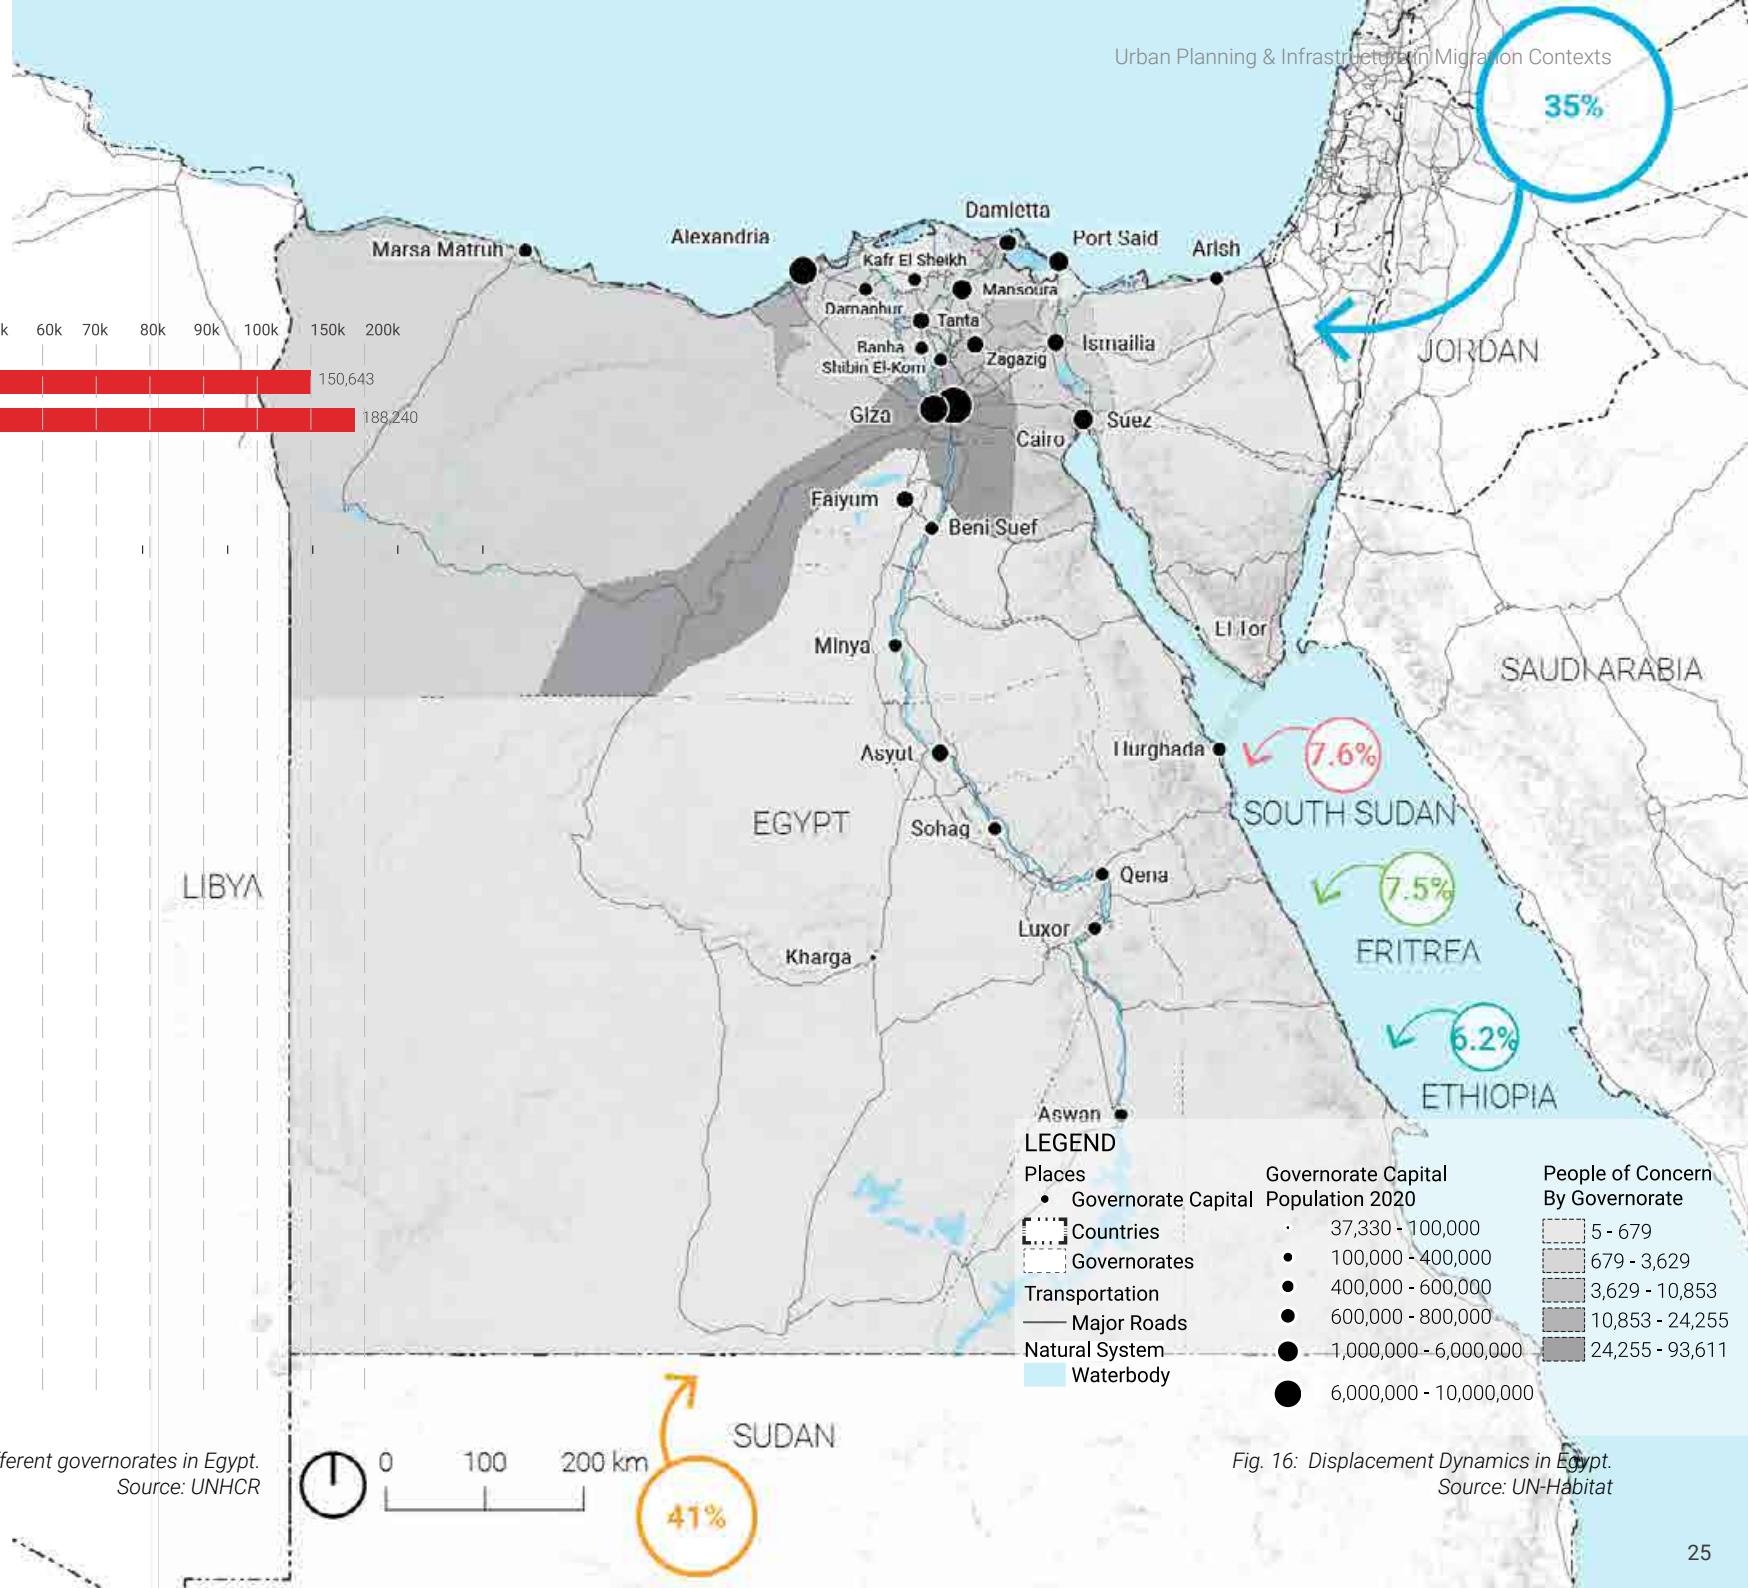 Urban Planning & Infrastructure in Migration Contexts
35%
Damietta
Alexandria
Port Said
Arish
Marsa Matruh
Kafr El Sheikh
Mansoura
Damanhur
Tanta
k 60k 70k 80k 90k 100k 150k 200k
Banha
Ismailia
Zagazig
Shibin El-Kom
JORDAN
150,643
188,240
Giza
Suez
Cairo
Faiyum
Beni Suef
El Tor
Minya
SAUDI ARABIA
Asyut
Hurghada
7.6%
SOUTH SUDAN
EGYPT
Sohag
LIBYA
Qena
7.5%
Luxor
ERITREA
Kharga
6.2%
ETHIOPIA
Aswan
LEGEND
Places
Governorate Capital
Countries
Governorates
Transportation
Major Roads
Natural System
Waterbody
Governorate Capital
Population 2020
37,330 - 100,000
100,000 - 400,000
400,000 - 600,000
600,000 - 800,000
1,000,000 - 6,000,000
6,000,000 - 10,000,000
People of Concern
By Governorate
5 - 679
679 - 3,629
3,629 - 10,853
10,853 - 24,255
24,255 - 93,611
SUDAN
41%
0 100 200 km
fferent governorates in Egypt.
Source: UNHCR
Fig. 16: Displacement Dynamics in Egypt.
Source: UN-Habitat
25